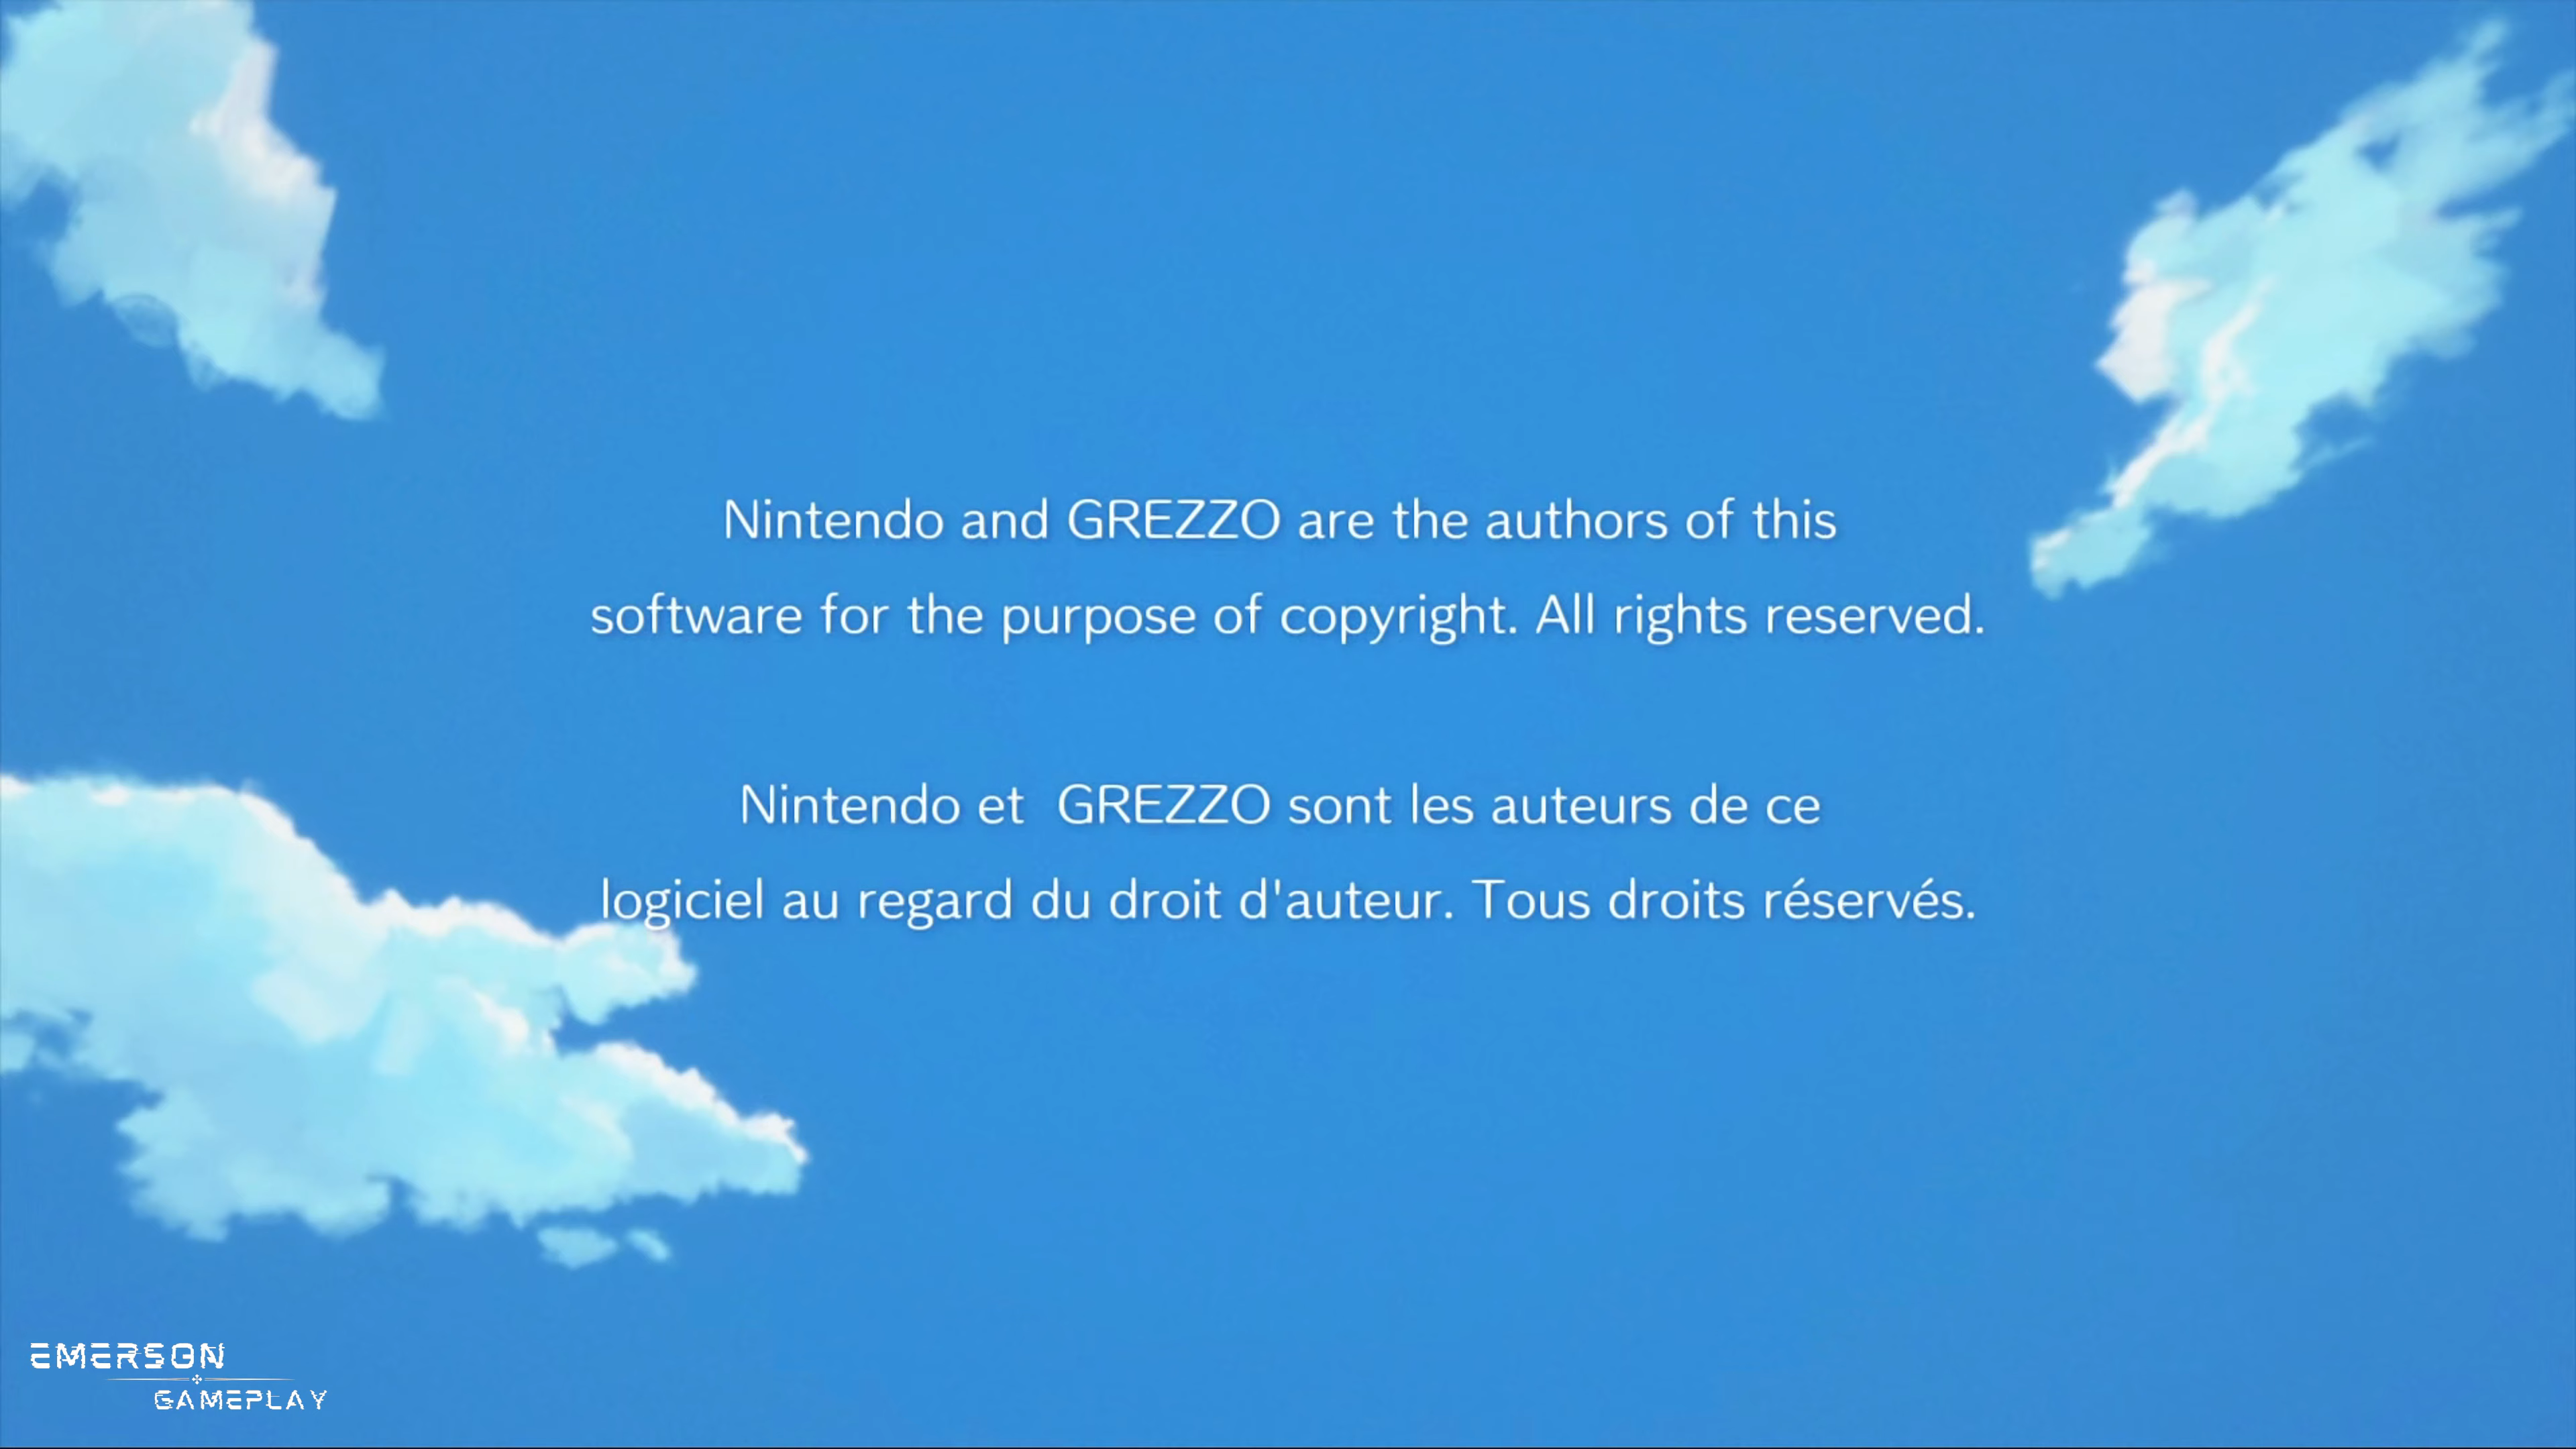 Nintendo and GREZZO are the authors of this
software for the purpose of copyright. All rights reserved.
Nintendo et  GREZZO sont les auteurs de ce
logiciel au regard du droit d'auteur. Tous droits réservés.
EMERSON
GAMEPLAY